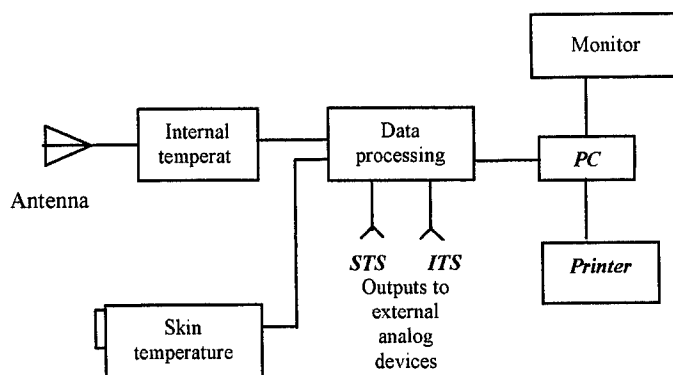 Monitor
Internal
temperat
Data
processing
PC
Antenna
STS ITS
Outputs to
external
analog
devices
Printer
Skin
temperature